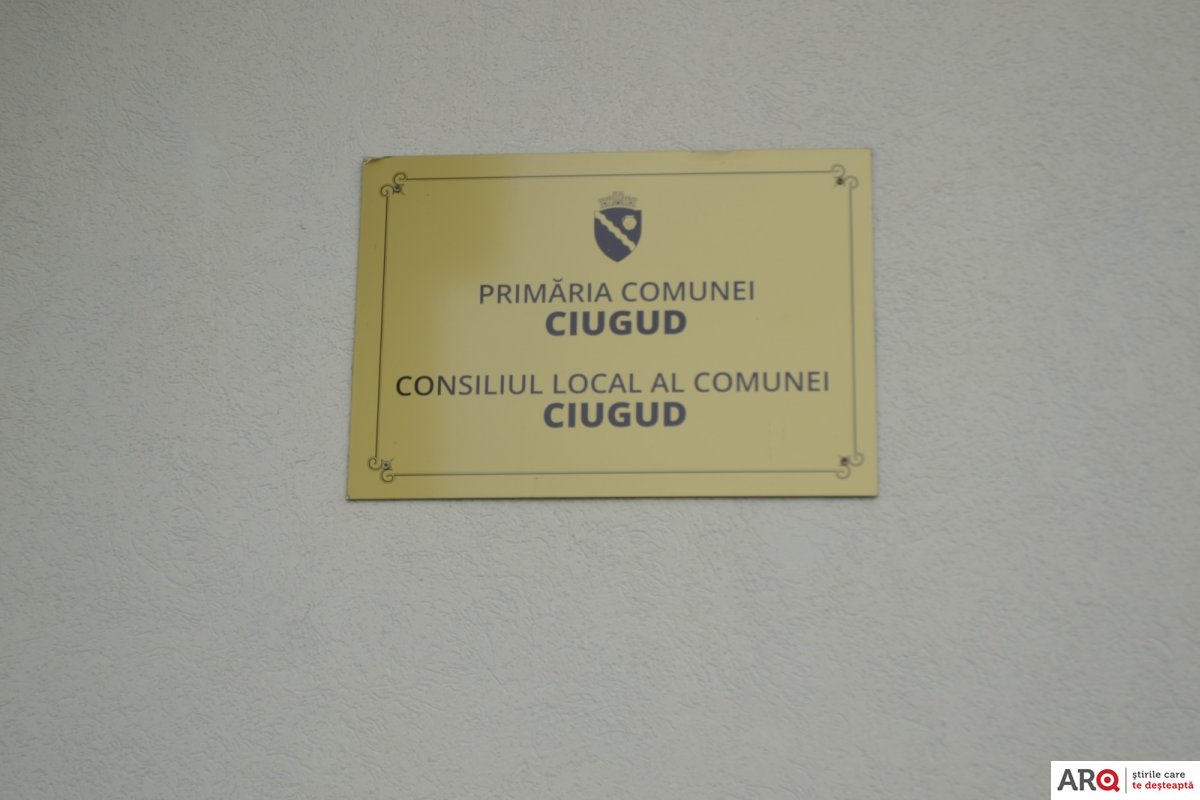 PRIMĂRIA COMUNEI
CIUGUD
CONSILIUL LOCAL AL COMUNEI
CIUGUD
ARQ
știrile care
te deșteaptă